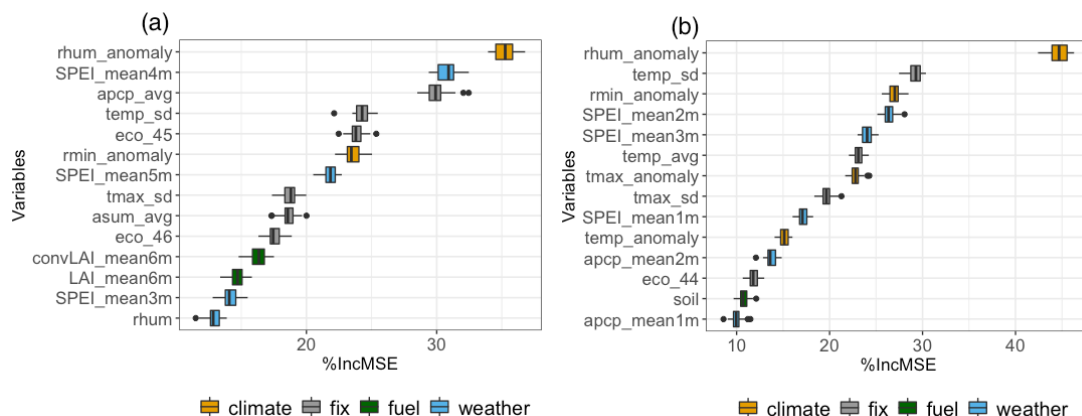 (a)
rhum_anomaly
SPEI_mean4m
apcp_avg
temp_sd
eco_45
rmin_anomaly
SPEI_mean5m
tmax_sd
asum_avg
eco_46
convLAI_mean6m
LAI_mean6m
SPEI_mean3m
rhum
Variables
20 30
%IncMSE
climate fix fuel weather
(b)
rhum_anomaly
temp_sd
rmin_anomaly
SPEI_mean2m
SPEI_mean3m
temp_avg
tmax_anomaly
tmax_sd
SPEI_mean1m
temp_anomaly
apcp_mean2m
eco_44
soil
apcp_mean1m
Variables
10 20 30 40
%IncMSE
climate fix fuel weather